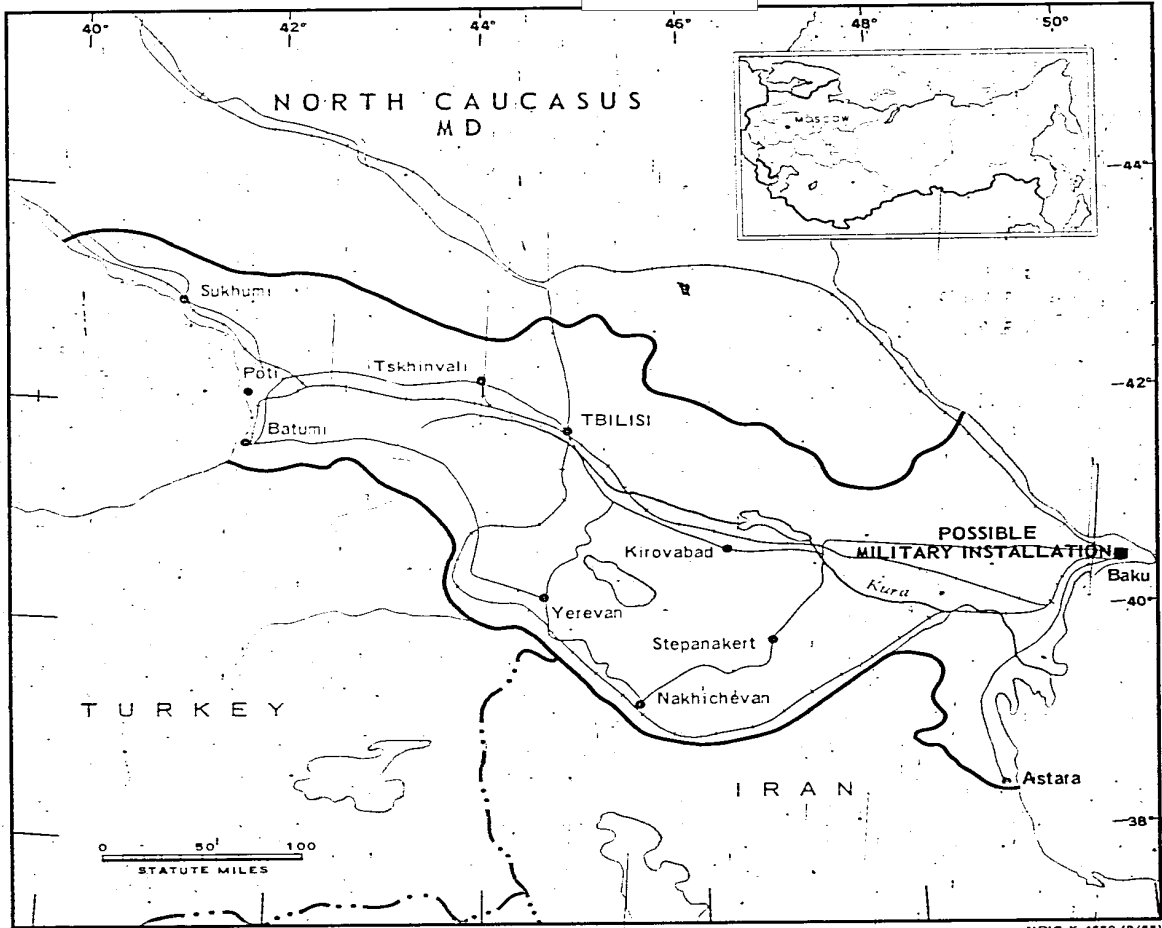 40°
42°
44°
46°
48°
50°
NORTH CAUCASUS
MD
MOSCOW
44°
Sukhumi
Poti
Tskhinvali
42°
Batumi
TBILISI
POSSIBLE
MILITARY INSTALLATION
Kirovabad
Baku
Kura
40°
Yerevan
Stepanakert
Nakhichevan
TURKEY
IRAN
Astara
38°
0 50 100
STATUTE MILES